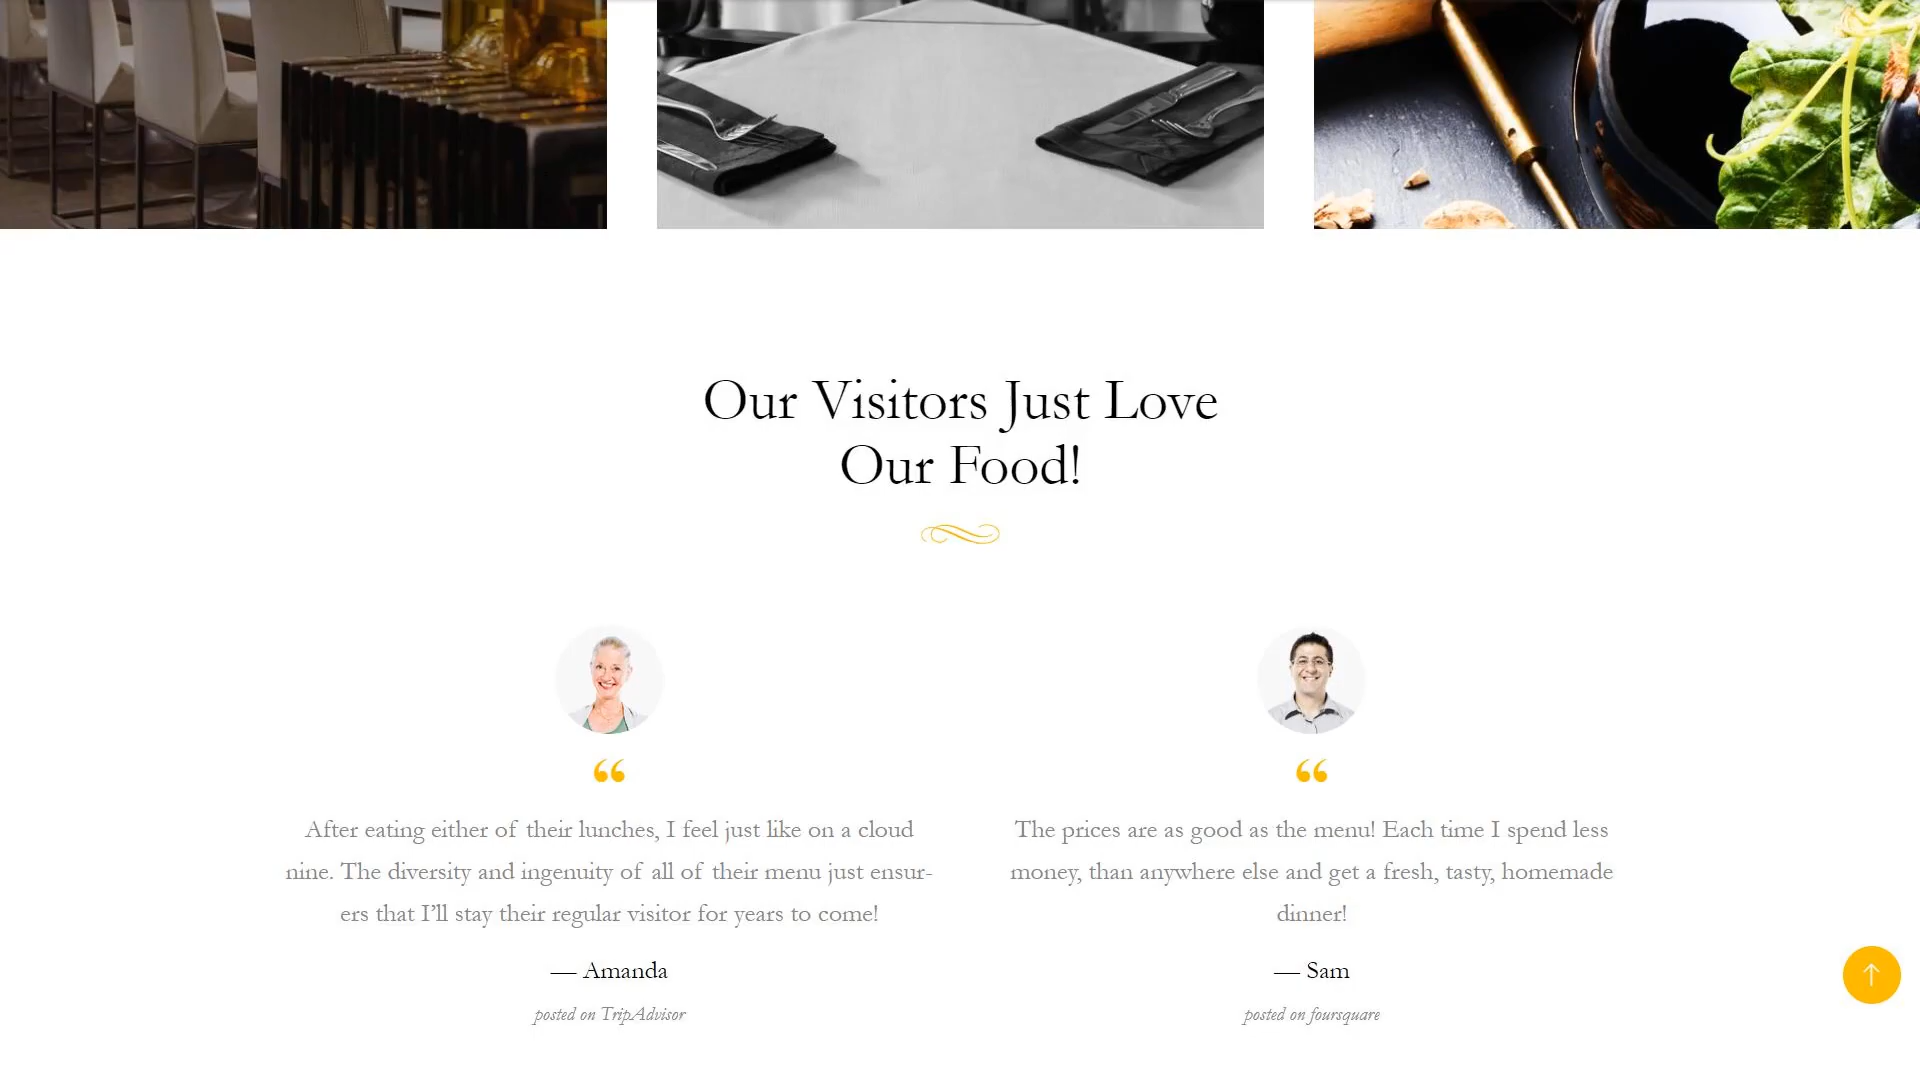 Our Visitors Just Love
Our Food!
“
After eating either of their lunches, I feel just like on a cloud
nine. The diversity and ingenuity of all of their menu just ensur-
ers that I’ll stay their regular visitor for years to come!
— Amanda
posted on TripAdvisor
“
The prices are as good as the menu! Each time I spend less
money, than anywhere else and get a fresh, tasty, homemade
dinner!
— Sam
posted on foursquare